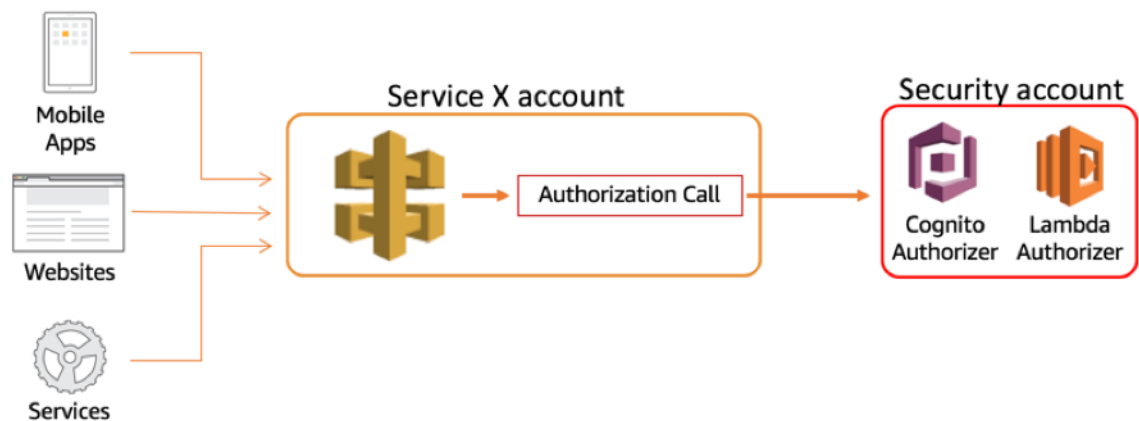 Mobile
Apps
Websites
Services
Service X account
Authorization Call
Security account
Cognito
Authorizer
Lambda
Authorizer